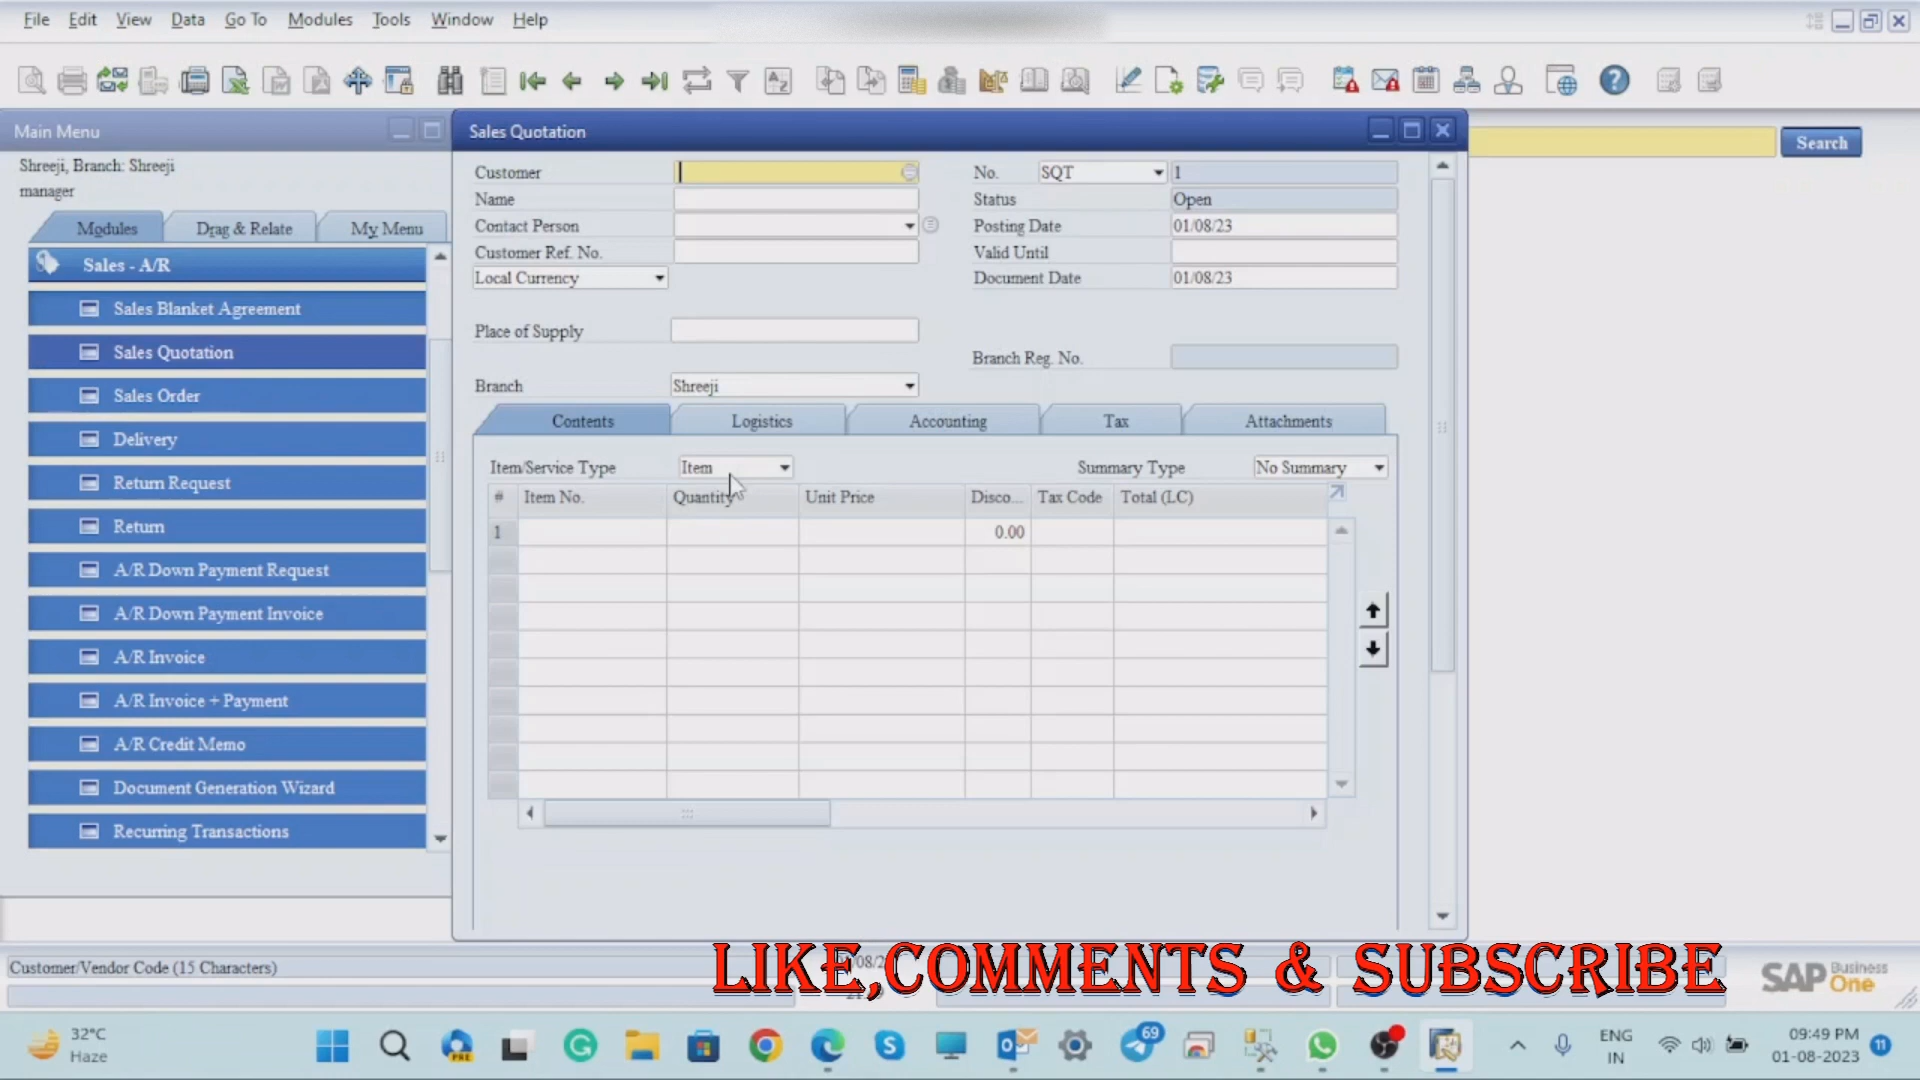 File Edit View Data Go To Modules Tools Window Help
Main Menu
Shreeji, Branch: Shreeji
manager
Modules Drag & Relate My Menu
Sales - A/R
Sales Blanket Agreement
Sales Quotation
Sales Order
Delivery
Return Request
Return
A/R Down Payment Request
A/R Down Payment Invoice
A/R Invoice
A/R Invoice + Payment
A/R Credit Memo
Document Generation Wizard
Recurring Transactions
Sales Quotation
Search
Customer
Name
Contact Person
Customer Ref. No.
Local Currency
Place of Supply
Branch Shreeji
No. SQT 1
Status Open
Posting Date 01/08/23
Valid Until
Document Date 01/08/23
Branch Reg. No.
Contents Logistics Accounting Tax Attachments
Item/Service Type Item Summary Type No Summary
# Item No. Quantity Unit Price Disco... Tax Code Total (LC)
1 0.00
Customer/Vendor Code (15 Characters)
LIKE,COMMENTS & SUBSCRIBE
SAP Business One
32°C
Haze
PRE
69
ENG
IN
09:49 PM
01-08-2023
11